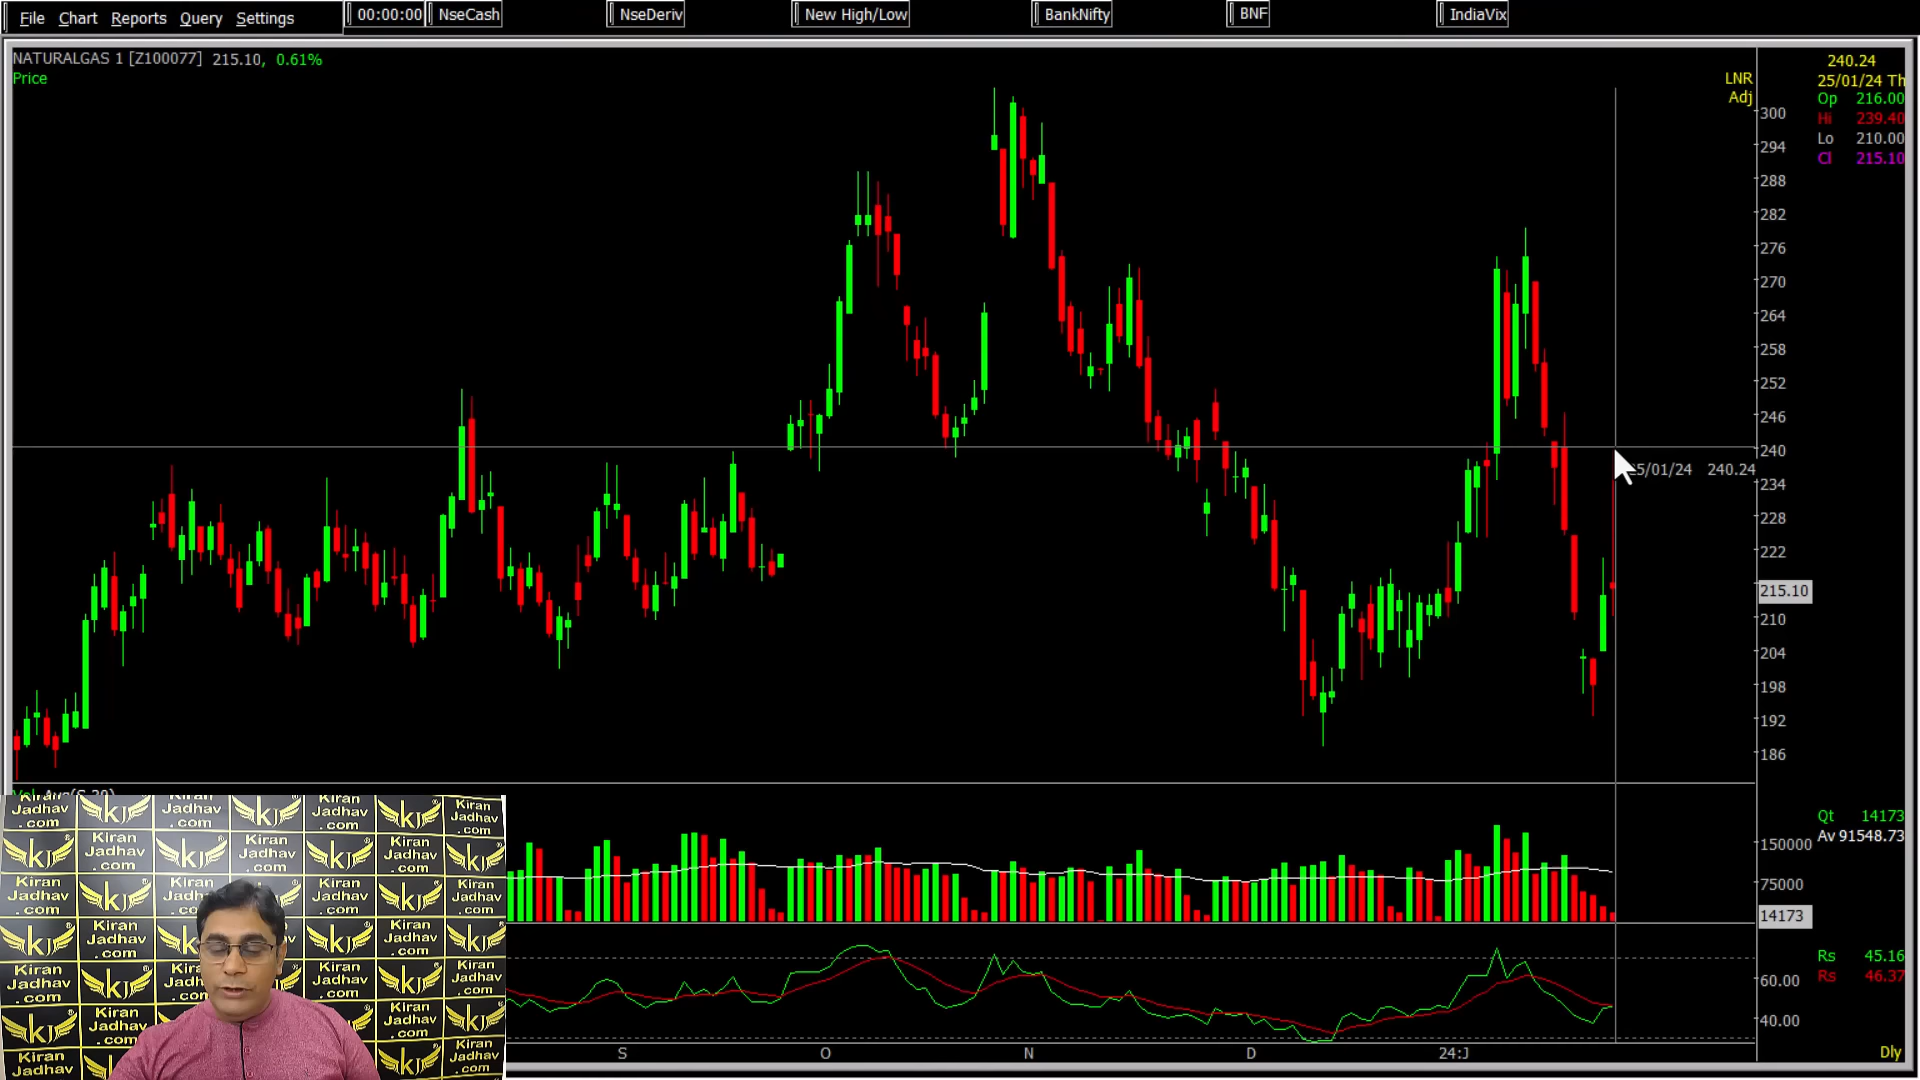 File Chart Reports Query Settings 00:00:00 NseCash NseDeriv New High/Low BankNifty BNF IndiaVix
NATURALGAS 1 [Z100077] 215.10, 0.61%
Price
LNR
Adj
240.24
25/01/24 Th
Op 216.00
Hi 239.40
Lo 210.00
Cl 215.10
300
294
288
282
276
270
264
258
252
246
240
25/01/24 240.24
234
228
222
215.10
210
204
198
192
186
Qt 14173
Av 91548.73
150000
75000
14173
Rs 45.16
Rs 46.37
60.00
40.00
S O N D 24:J
Dly
Kiran
Jadhav
.com
KJ